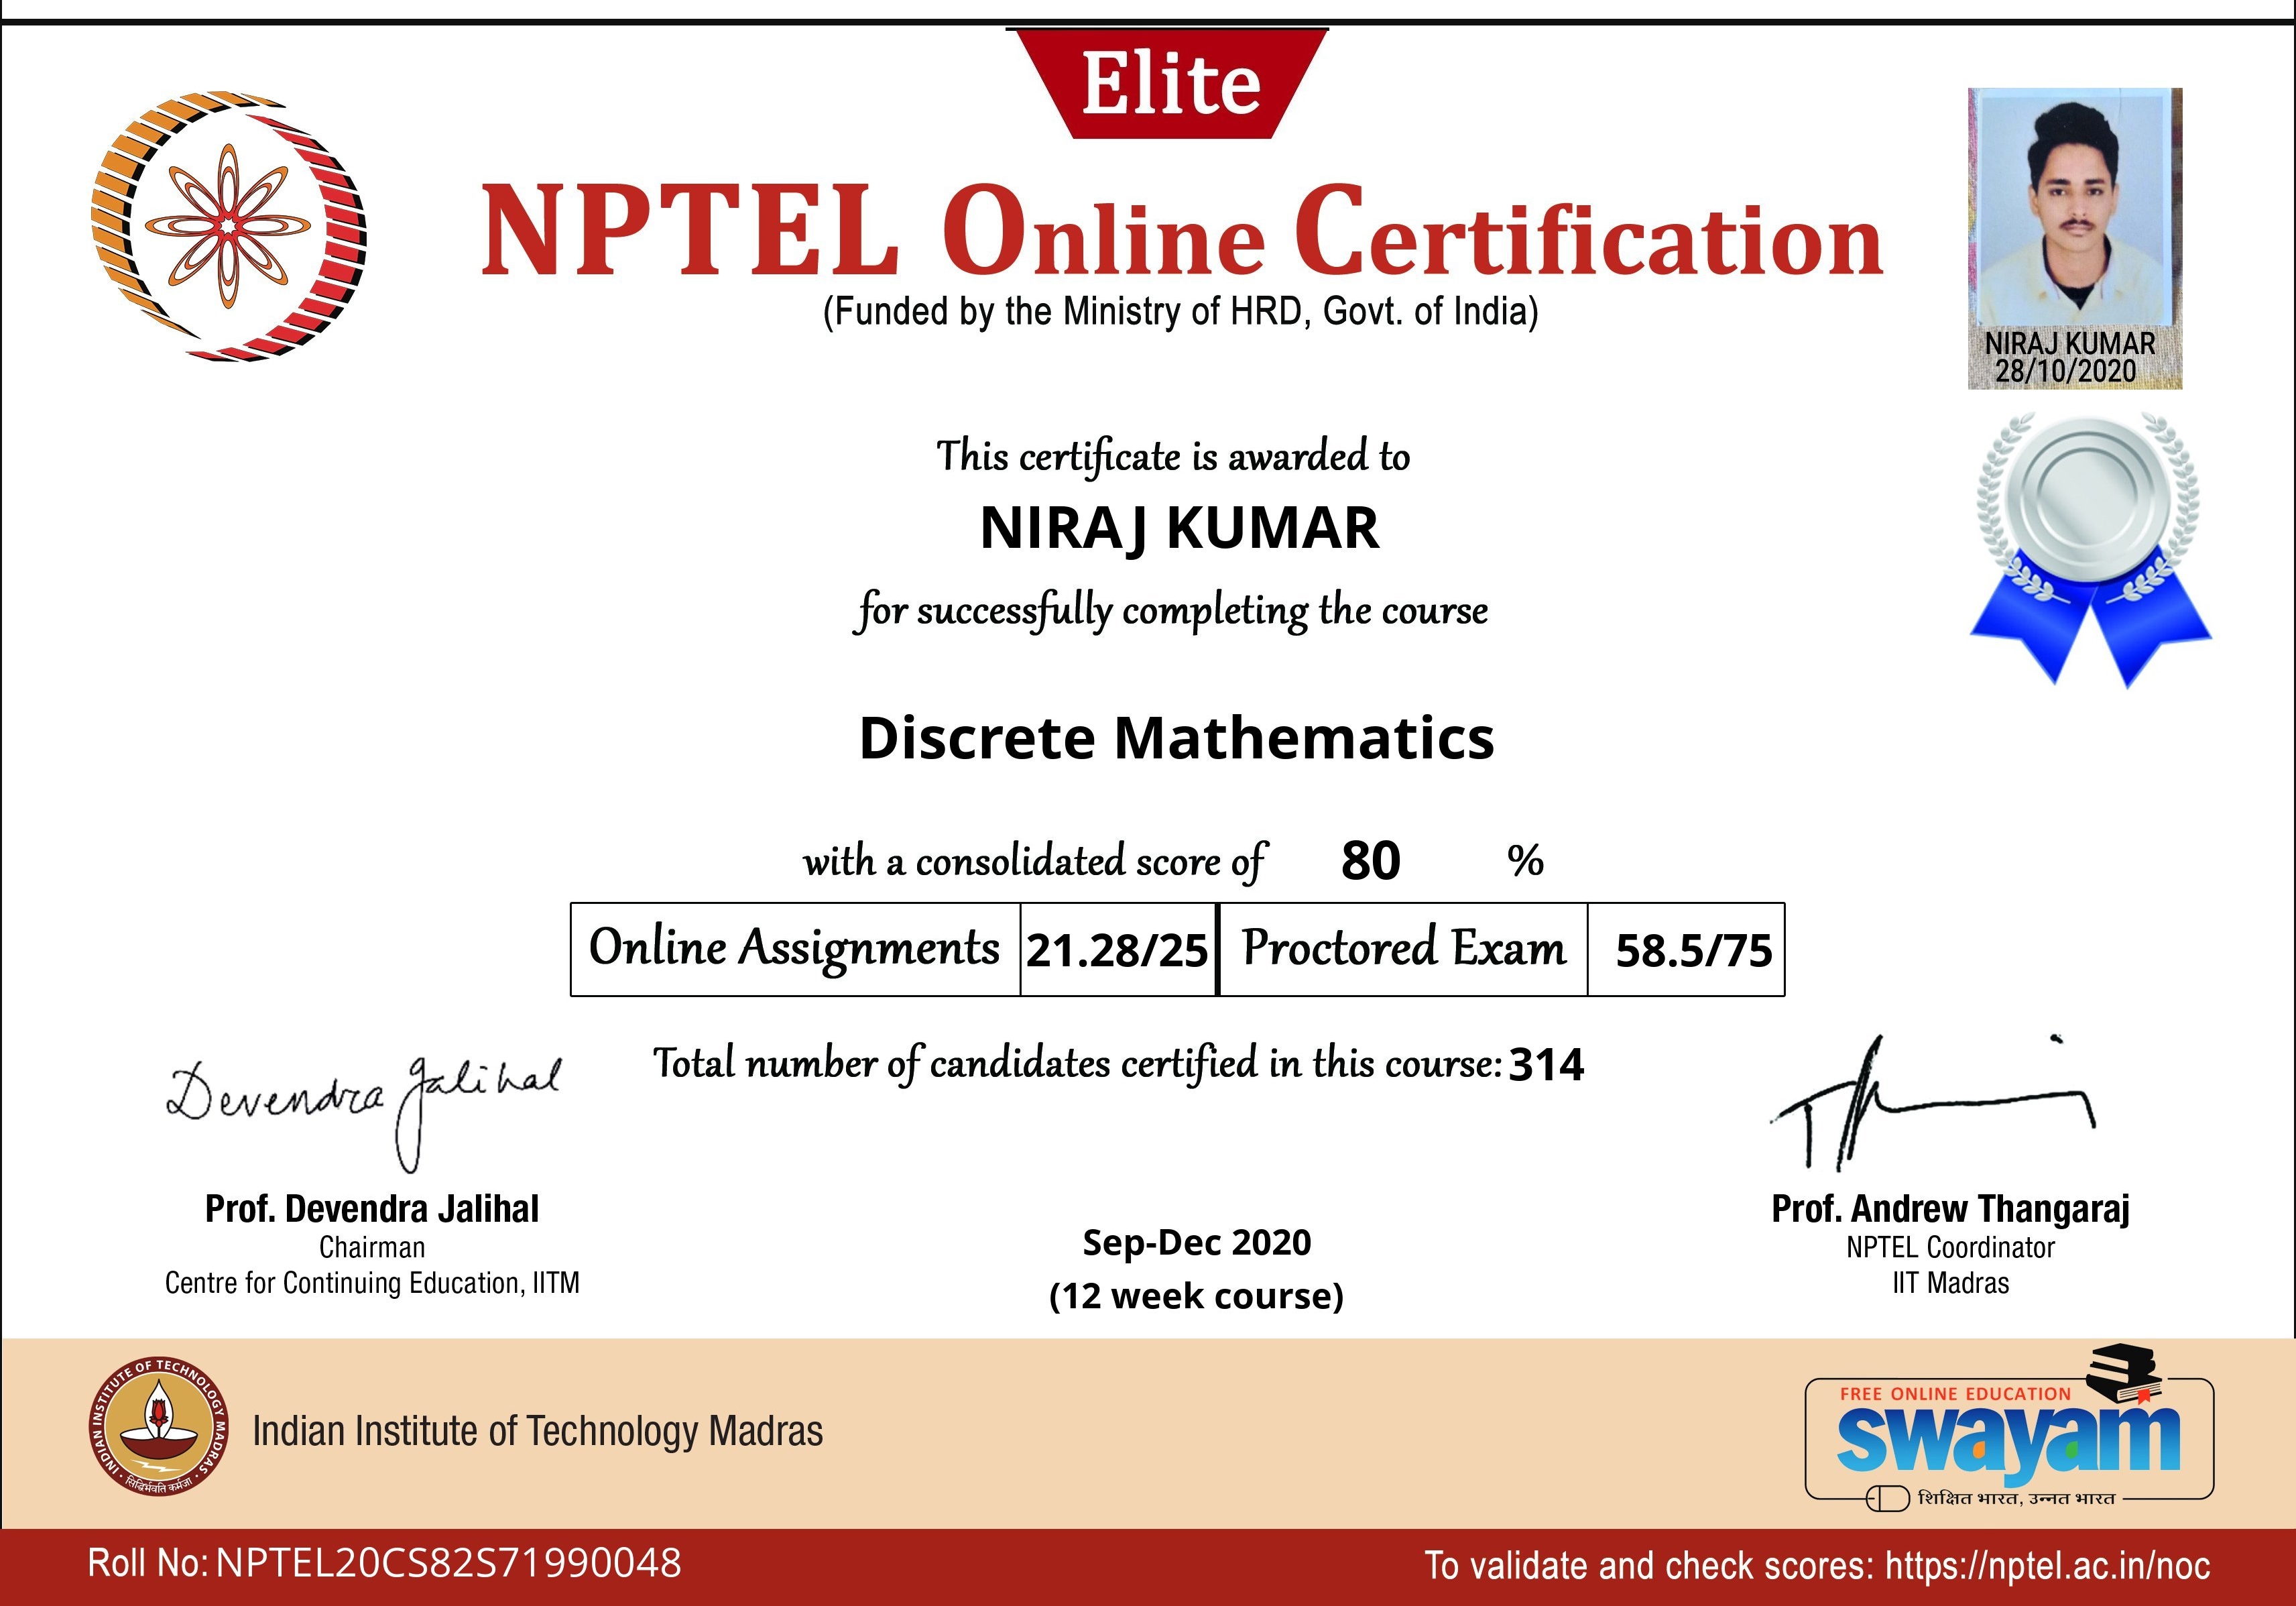 Elite
NPTEL Online Certification
(Funded by the Ministry of HRD, Govt. of India)
NIRAJ KUMAR
28/10/2020
This certificate is awarded to
NIRAJ KUMAR
for successfully completing the course
Discrete Mathematics
with a consolidated score of 80 %
Online Assignments 21.28/25 Proctored Exam 58.5/75
Total number of candidates certified in this course: 314
Devendra Jalihal
Prof. Devendra Jalihal
Chairman
Centre for Continuing Education, IITM
Sep-Dec 2020
(12 week course)
Prof. Andrew Thangaraj
NPTEL Coordinator
IIT Madras
INDIAN INSTITUTE OF TECHNOLOGY MADRAS
सिद्धिर्भवति कर्मजा
Indian Institute of Technology Madras
FREE ONLINE EDUCATION
swayam
शिक्षित भारत, उन्नत भारत
Roll No: NPTEL20CS82S71990048
To validate and check scores: https://nptel.ac.in/noc